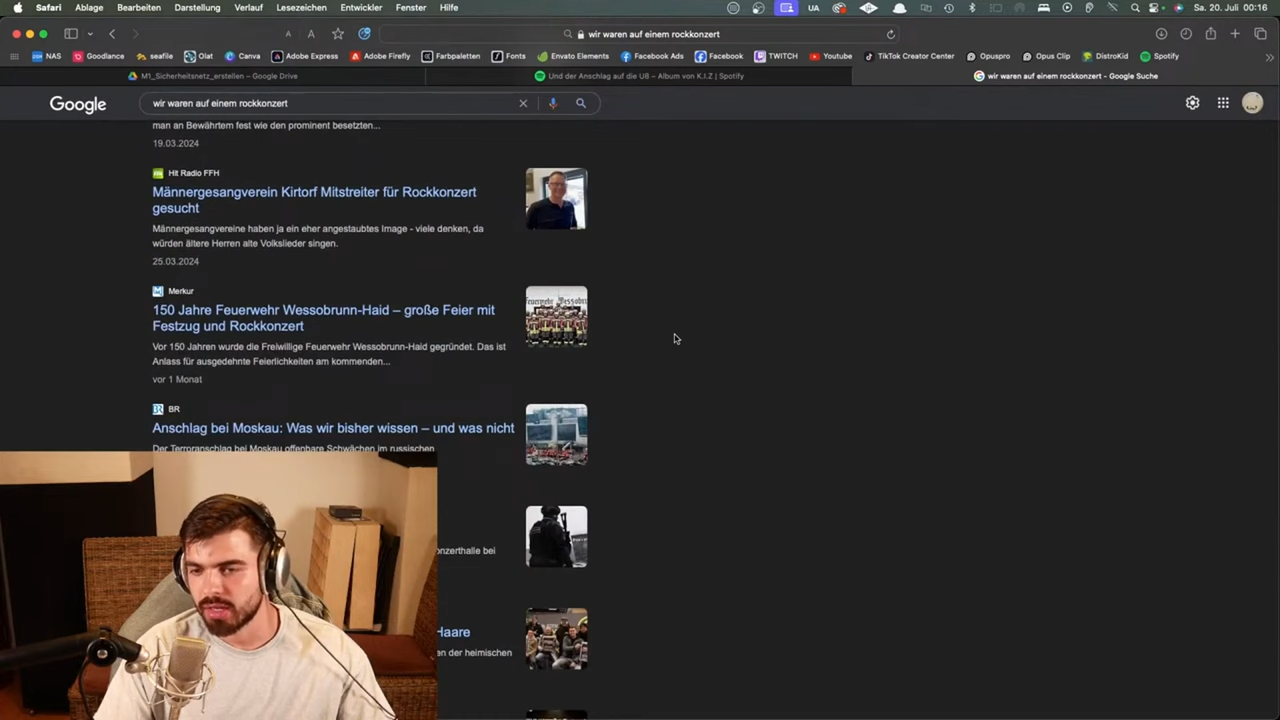 Safari Ablage Bearbeiten Darstellung Verlauf Lesezeichen Entwickler Fenster Hilfe UA Sa. 20. Juli 00:16
A A wir waren auf einem rockkonzert
NAS Goodlance seafile Olat Canva Adobe Express Adobe Firefly Farbpaletten Fonts Envato Elements Facebook Ads Facebook TWITCH Youtube TikTok Creator Center Opuspro Opus Clip DistroKid Spotify
M1_Sicherheitsnetz_erstellen – Google Drive Und der Anschlag auf die U8 – Album von K.I.Z | Spotify wir waren auf einem rockkonzert - Google Suche
Google wir waren auf einem rockkonzert
man an Bewährtem fest wie den prominent besetzten...
19.03.2024
Hit Radio FFH
Männergesangverein Kirtorf Mitstreiter für Rockkonzert
gesucht
Männergesangvereine haben ja ein eher angestaubtes Image - viele denken, da
würden ältere Herren alte Volkslieder singen.
25.03.2024
Merkur
150 Jahre Feuerwehr Wessobrunn-Haid – große Feier mit
Festzug und Rockkonzert
Vor 150 Jahren wurde die Freiwillige Feuerwehr Wessobrunn-Haid gegründet. Das ist
Anlass für ausgedehnte Feierlichkeiten am kommenden...
vor 1 Monat
BR
Anschlag bei Moskau: Was wir bisher wissen – und was nicht
Der Terroranschlag bei Moskau offenbare Schwächen im russischen
onzerthalle bei
Haare
en der heimischen